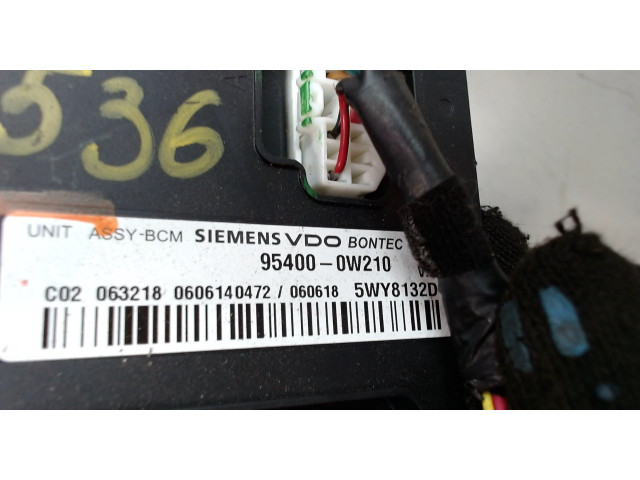 536
UNIT ASSY-BCM SIEMENS VDO BONTEC
95400-0W210
C02 063218 0606140472 / 060618 5WY8132D